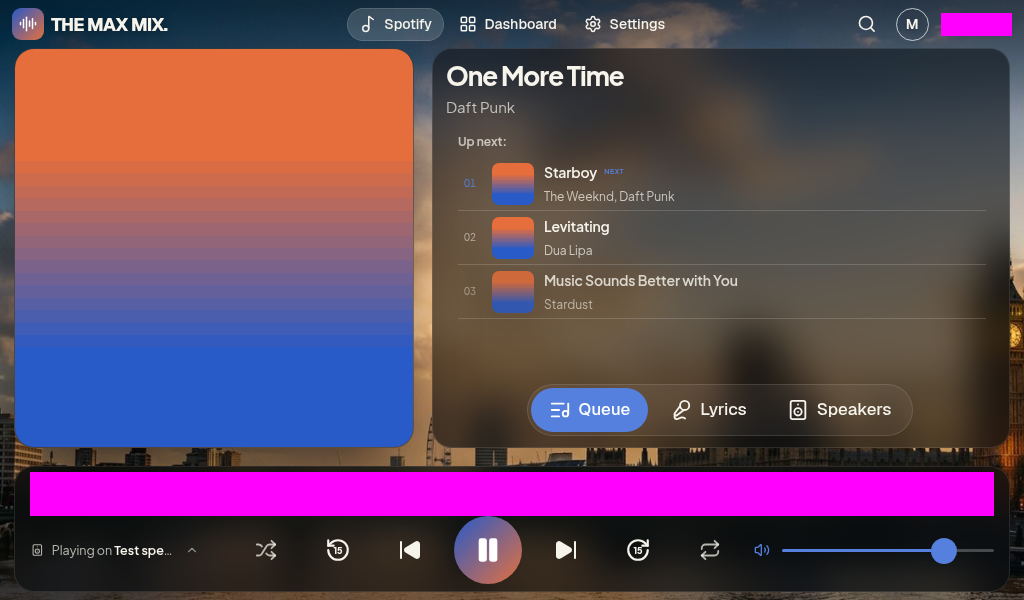 THE MAX MIX.
Spotify
Dashboard
Settings
M
One More Time
Daft Punk
Up next:
01
Starboy NEXT
The Weeknd, Daft Punk
02
Levitating
Dua Lipa
03
Music Sounds Better with You
Stardust
Queue
Lyrics
Speakers
Playing on Test spe...
15
15